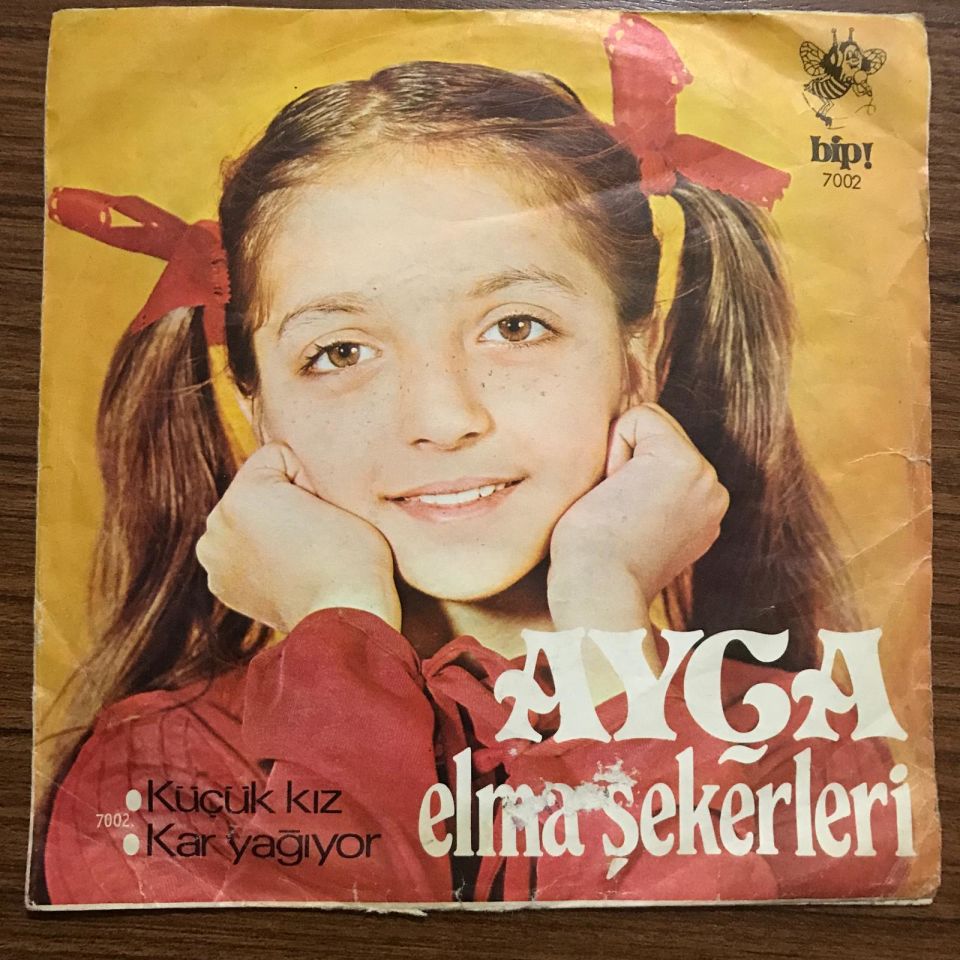 bip!
7002
AYÇA
elma şekerleri
Küçük kız
7002.
Kar yağıyor